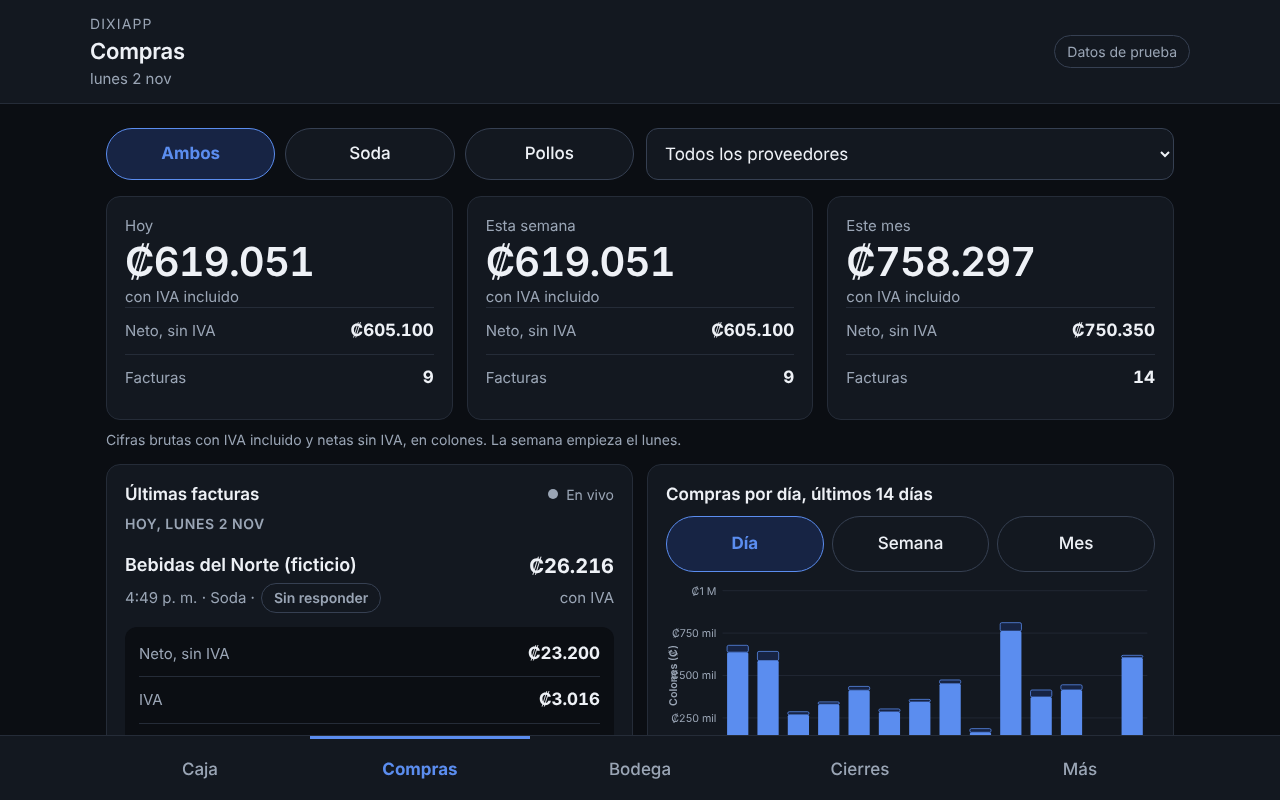 DIXIAPP
Compras
lunes 2 nov
Datos de prueba
Ambos
Soda
Pollos
Todos los proveedores
Hoy
₡619.051
con IVA incluido
Neto, sin IVA
₡605.100
Facturas
9
Esta semana
₡619.051
con IVA incluido
Neto, sin IVA
₡605.100
Facturas
9
Este mes
₡758.297
con IVA incluido
Neto, sin IVA
₡750.350
Facturas
14
Cifras brutas con IVA incluido y netas sin IVA, en colones. La semana empieza el lunes.
Últimas facturas
En vivo
HOY, LUNES 2 NOV
Bebidas del Norte (ficticio)
₡26.216
4:49 p. m. · Soda ·
Sin responder
con IVA
Neto, sin IVA
₡23.200
IVA
₡3.016
Compras por día, últimos 14 días
Día
Semana
Mes
₡1 M
₡750 mil
₡500 mil
₡250 mil
Colones (₡)
Caja
Compras
Bodega
Cierres
Más